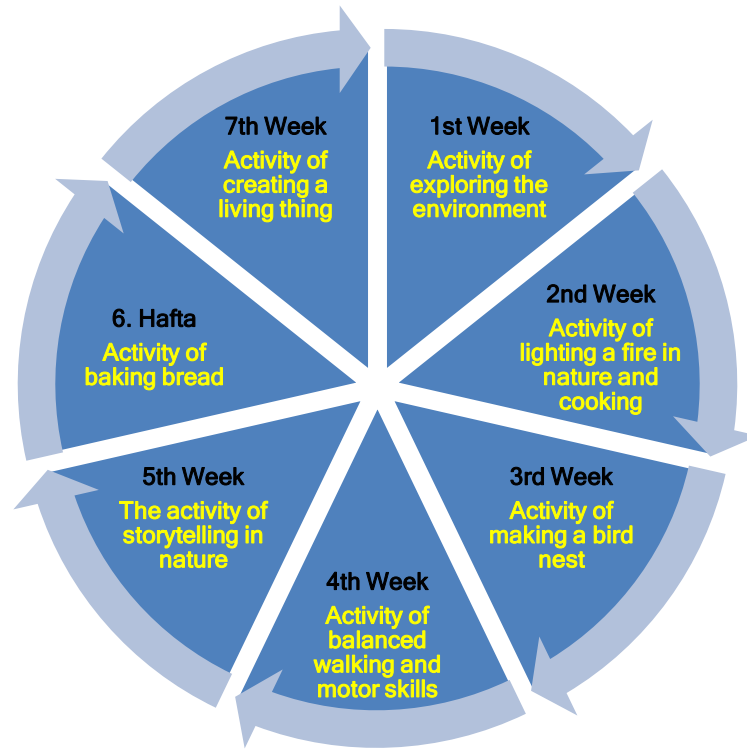 1st Week
Activity of
exploring the
environment
2nd Week
Activity of
lighting a fire in
nature and
cooking
3rd Week
Activity of
making a bird
nest
4th Week
Activity of
balanced
walking and
motor skills
5th Week
The activity of
storytelling in
nature
6. Hafta
Activity of
baking bread
7th Week
Activity of
creating a
living thing